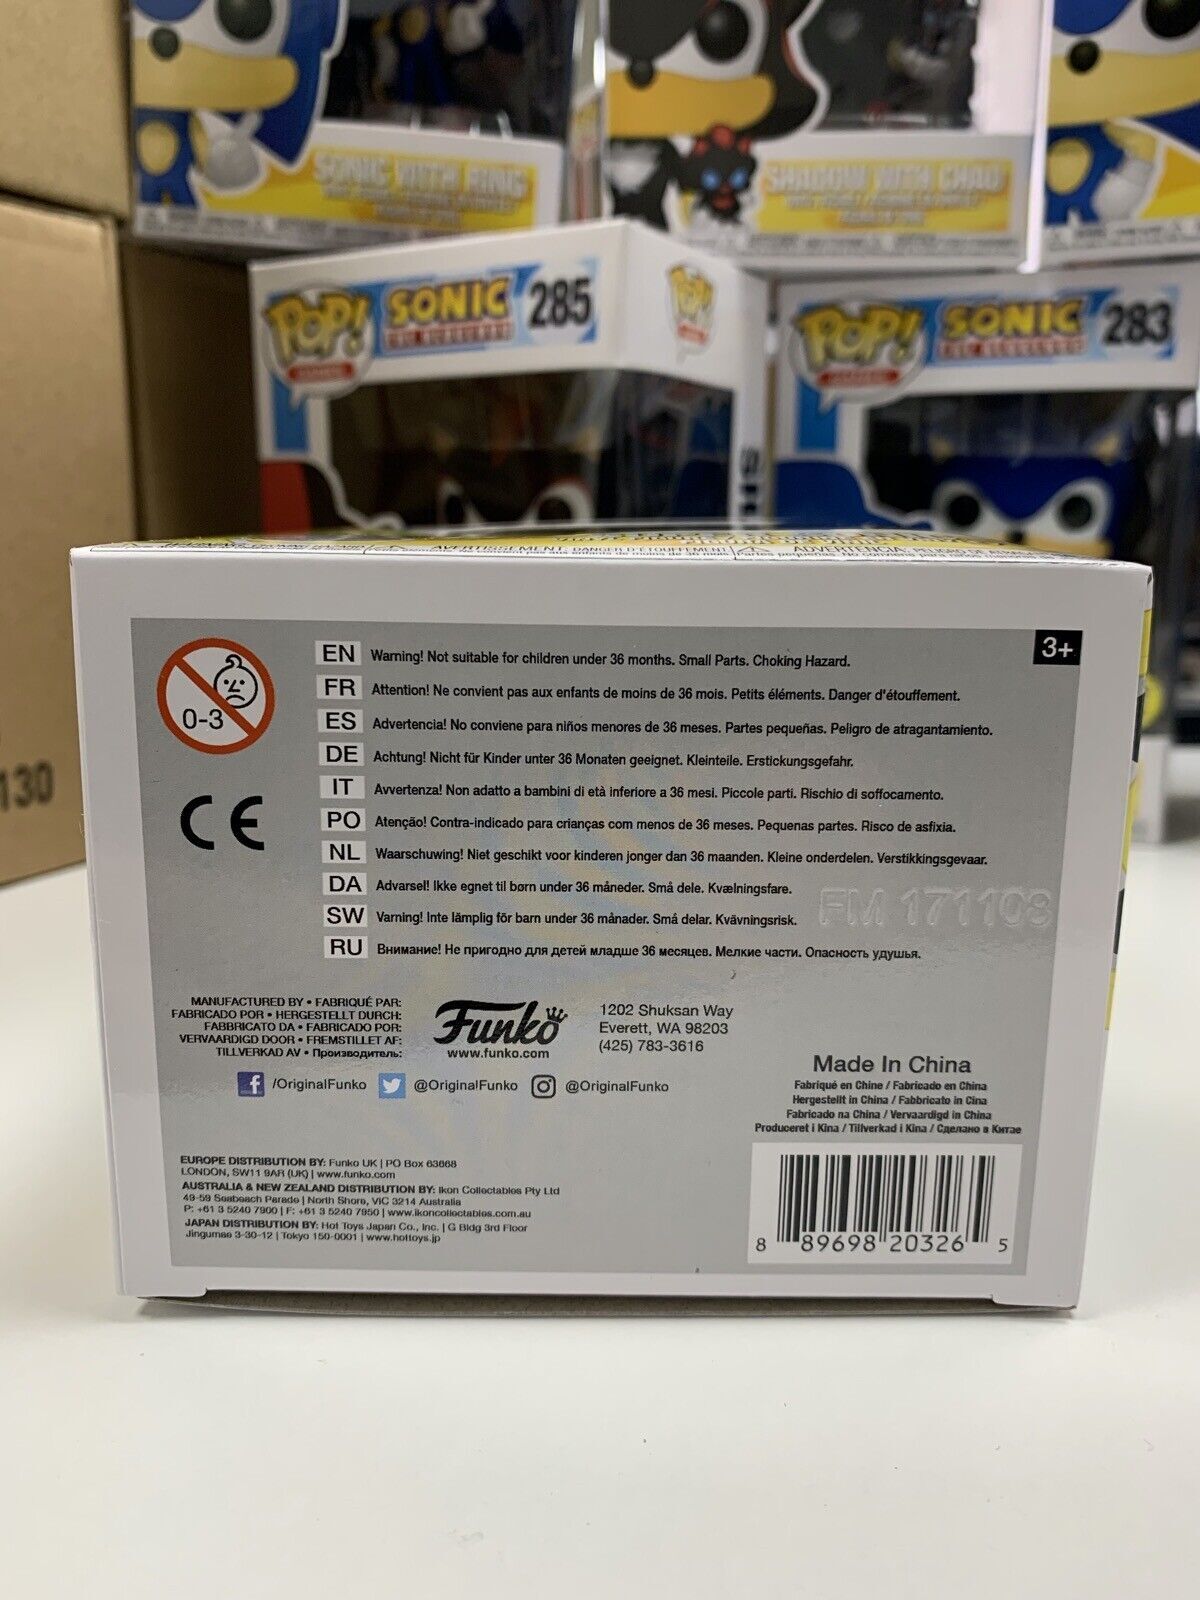 SONIC WITH RING
SHADOW WITH CHAO
POP! SONIC 285
POP!
POP! SONIC 283
130
AVERTISSEMENT: DANGER D'ÉTOUFFEMENT
ADVERTENCIA: PELIGRO DE
3+
0-3
EN Warning! Not suitable for children under 36 months. Small Parts. Choking Hazard.
FR Attention! Ne convient pas aux enfants de moins de 36 mois. Petits éléments. Danger d'étouffement.
ES Advertencia! No conviene para niños menores de 36 meses. Partes pequeñas. Peligro de atragantamiento.
DE Achtung! Nicht für Kinder unter 36 Monaten geeignet. Kleinteile. Erstickungsgefahr.
IT Avvertenza! Non adatto a bambini di età inferiore a 36 mesi. Piccole parti. Rischio di soffocamento.
PO Atenção! Contra-indicado para crianças com menos de 36 meses. Pequenas partes. Risco de asfixia.
NL Waarschuwing! Niet geschikt voor kinderen jonger dan 36 maanden. Kleine onderdelen. Verstikkingsgevaar.
DA Advarsel! Ikke egnet til børn under 36 måneder. Små dele. Kvælningsfare.
SW Varning! Inte lämplig för barn under 36 månader. Små delar. Kvävningsrisk.
RU Внимание! Не пригодно для детей младше 36 месяцев. Мелкие части. Опасность удушья.
CE
FM 171108
MANUFACTURED BY • FABRIQUÉ PAR:
FABRICADO POR • HERGESTELLT DURCH:
FABBRICATO DA • FABRICADO POR:
VERVAARDIGD DOOR • FREMSTILLET AF:
TILLVERKAD AV • Производитель:
Funko
www.funko.com
1202 Shuksan Way
Everett, WA 98203
(425) 783-3616
f /OriginalFunko @OriginalFunko @OriginalFunko
Made In China
Fabriqué en Chine / Fabricado en China
Hergestellt in China / Fabbricato in Cina
Fabricado na China / Vervaardigd in China
Produceret i Kina / Tillverkad i Kina / Сделано в Китае
EUROPE DISTRIBUTION BY: Funko UK | PO Box 63668
LONDON, SW11 9AR (UK) | www.funko.com
AUSTRALIA & NEW ZEALAND DISTRIBUTION BY: Ikon Collectables Pty Ltd
49-59 Seabeach Parade | North Shore, VIC 3214 Australia
P: +61 3 5240 7900 | F: +61 3 5240 7950 | www.ikoncollectables.com.au
JAPAN DISTRIBUTION BY: Hot Toys Japan Co., Inc. | G Bldg 3rd Floor
Jingumae 3-30-12 | Tokyo 150-0001 | www.hottoys.jp
8 89698 20326 5